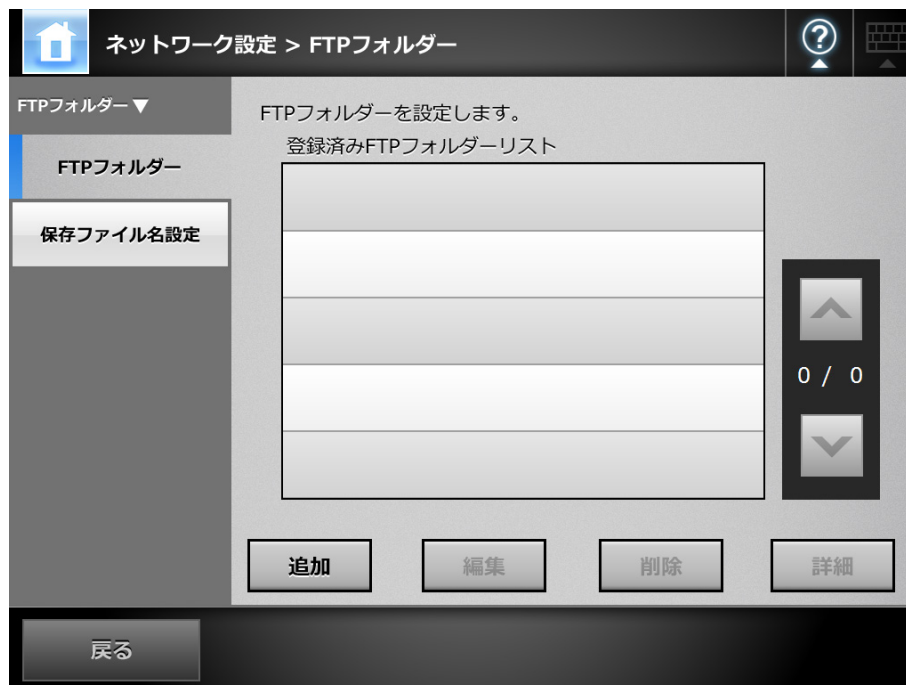 ネットワーク設定 > FTPフォルダー
?
FTPフォルダー▼
FTPフォルダー
保存ファイル名設定
FTPフォルダーを設定します。
登録済みFTPフォルダーリスト
0 / 0
追加
編集
削除
詳細
戻る